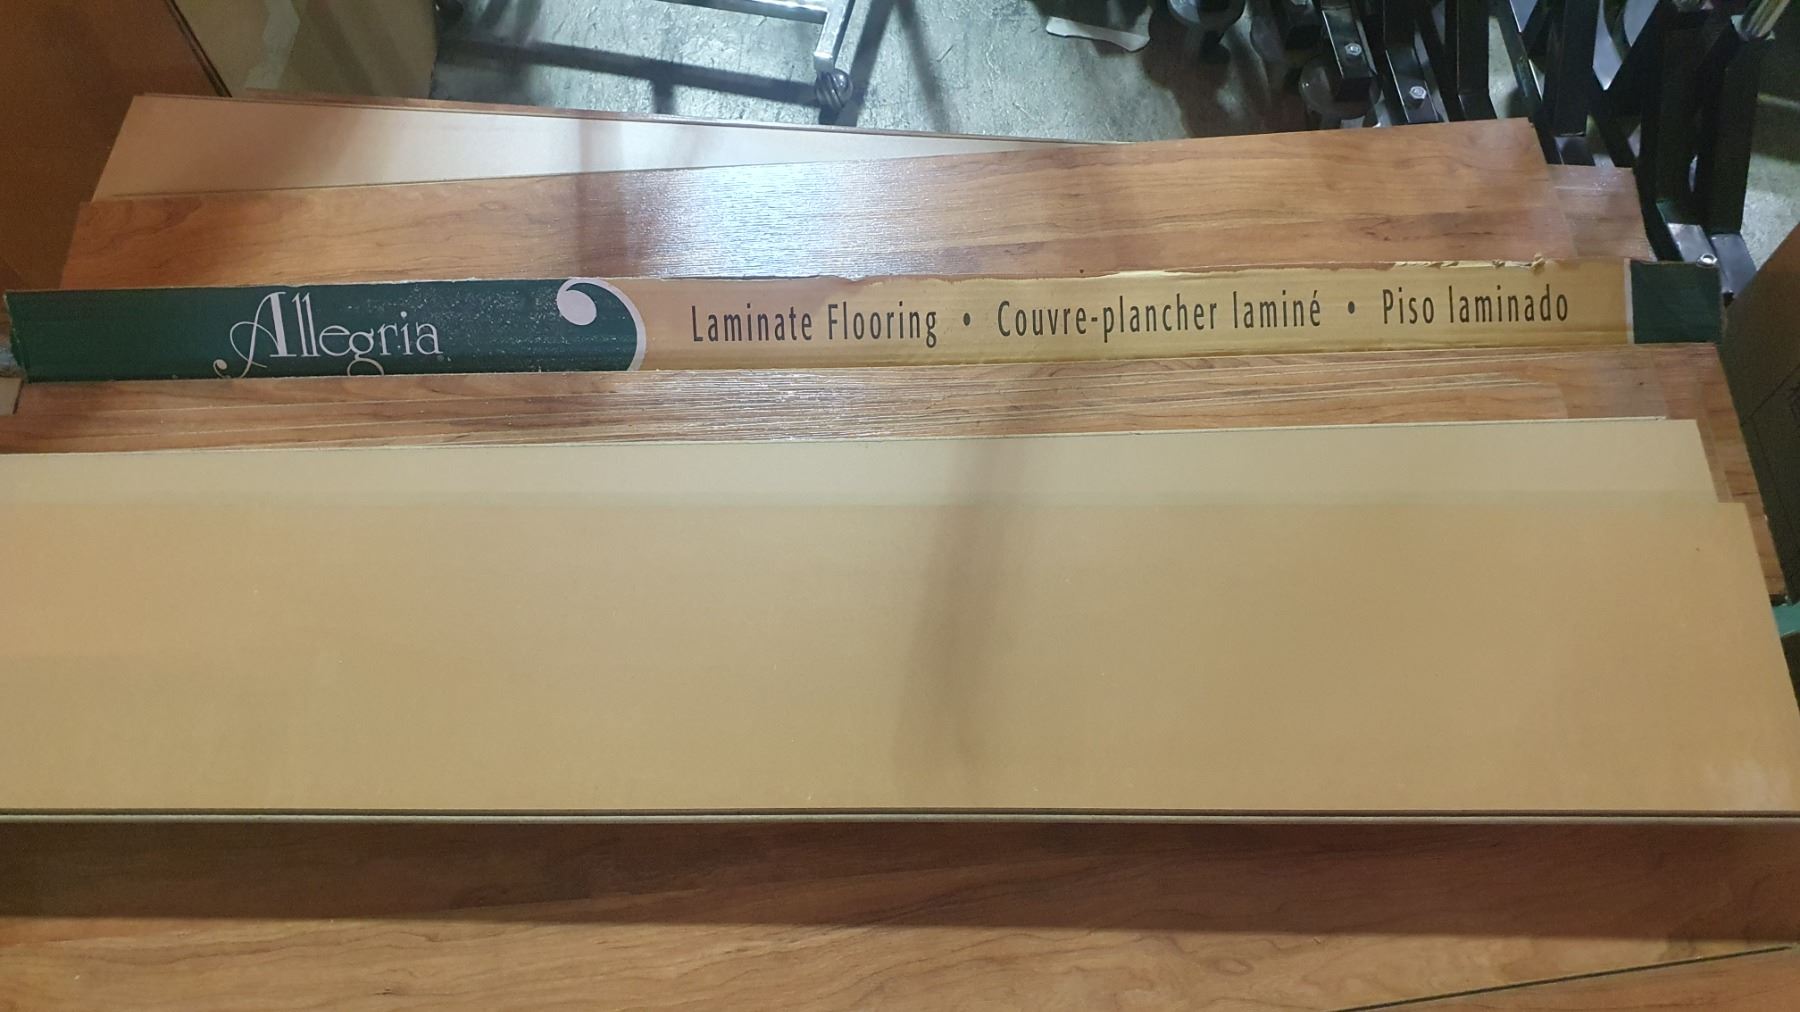 Allegria
Laminate Flooring • Couvre-plancher laminé • Piso laminado